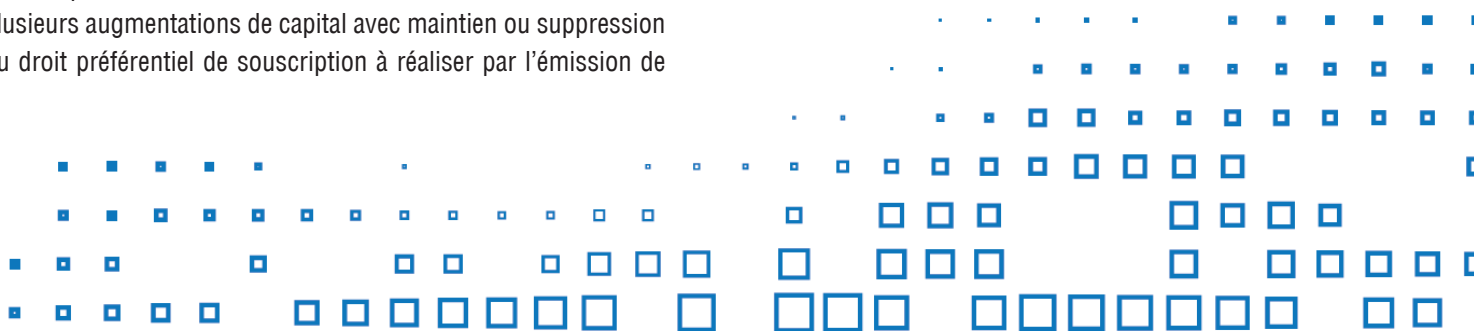 lusieurs augmentations de capital avec maintien ou suppression
u droit préférentiel de souscription à réaliser par l'émission de